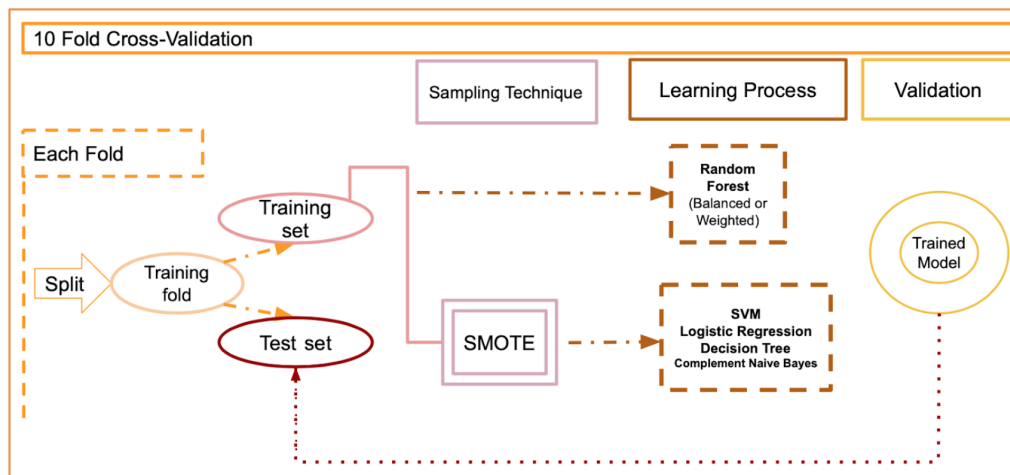 10 Fold Cross-Validation
Sampling Technique
Learning Process
Validation
Each Fold
Split
Training
fold
Training
set
Test set
SMOTE
Random
Forest
(Balanced or
Weighted)
SVM
Logistic Regression
Decision Tree
Complement Naive Bayes
Trained
Model